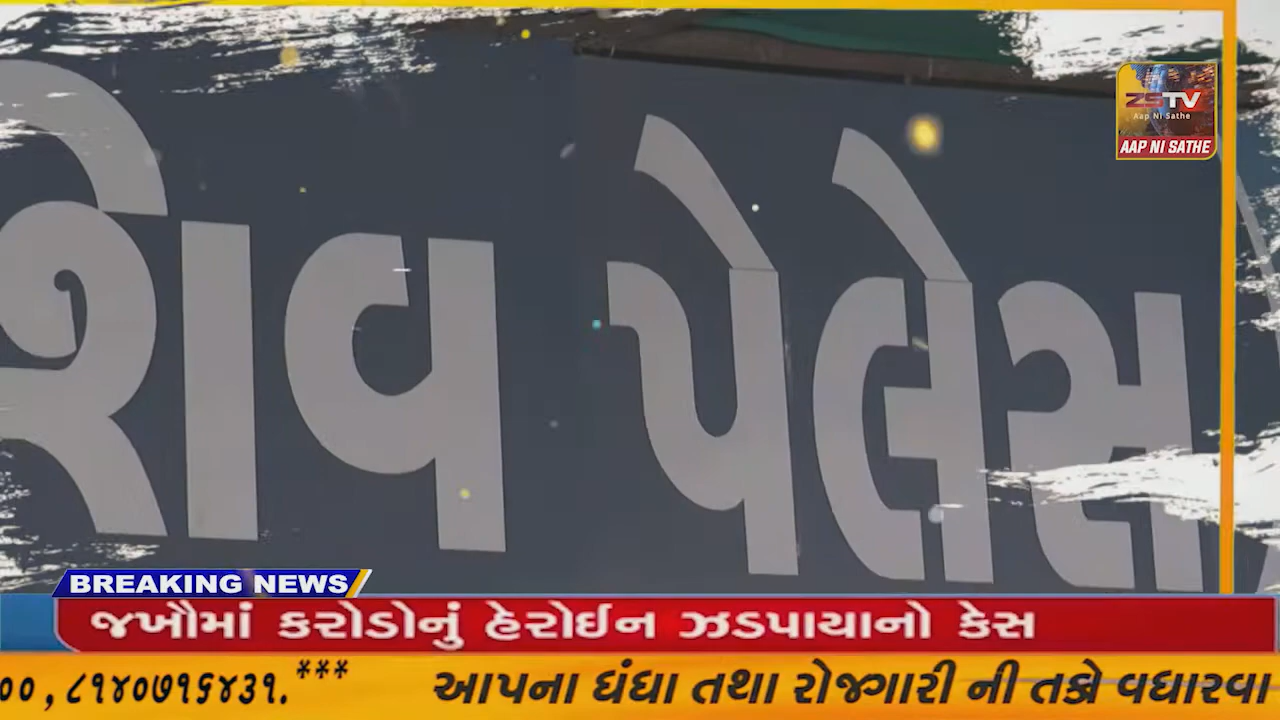 ZSTV
Aap Ni Sathe
AAP NI SATHE
શિવ પેલેસ
BREAKING NEWS
જખૌમાં કરોડોનું હેરોઈન ઝડપાયાનો કેસ
૦૦,૮૧૪૦૭૧૬૪૩૧.*** આપના ધંધા તથા રોજગારી ની તકો વધારવા